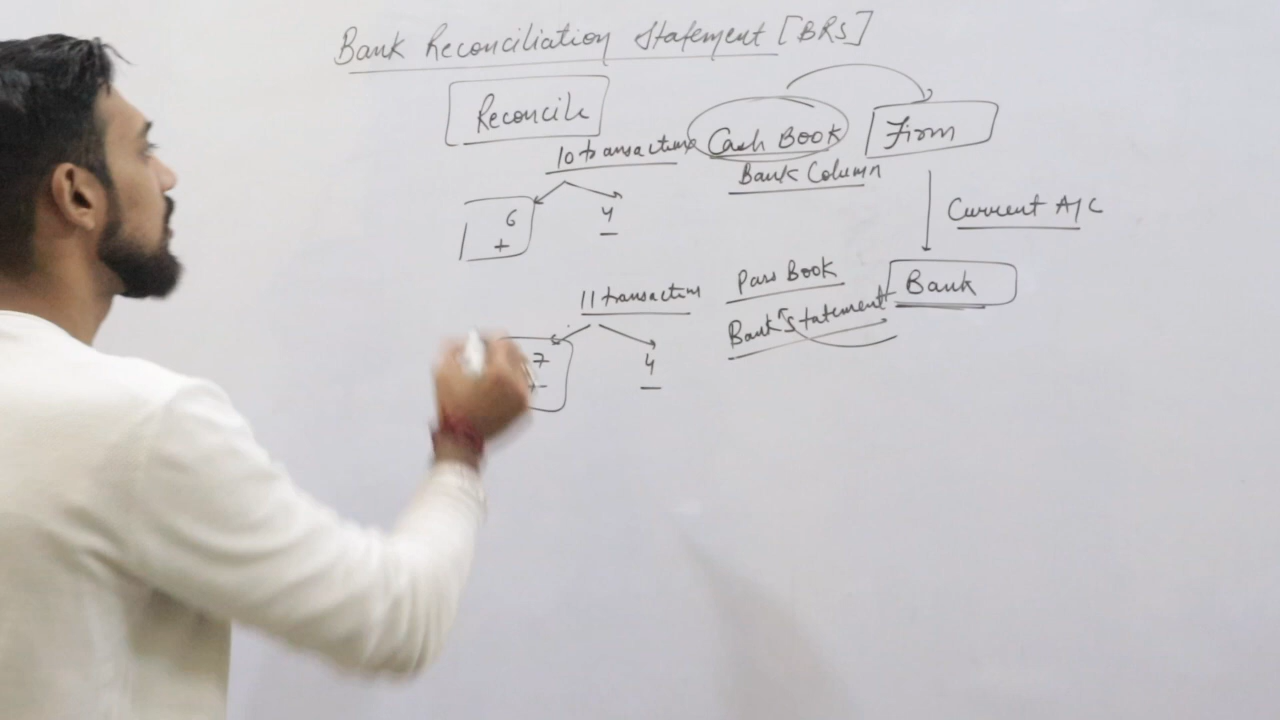 Bank Reconciliation Statement [BRS]
Reconcile
10 transactions Cash Book Firm
Bank Column
6 4
+
Current A/C
11 transactions Pass Book Bank
Bank Statement
7 4